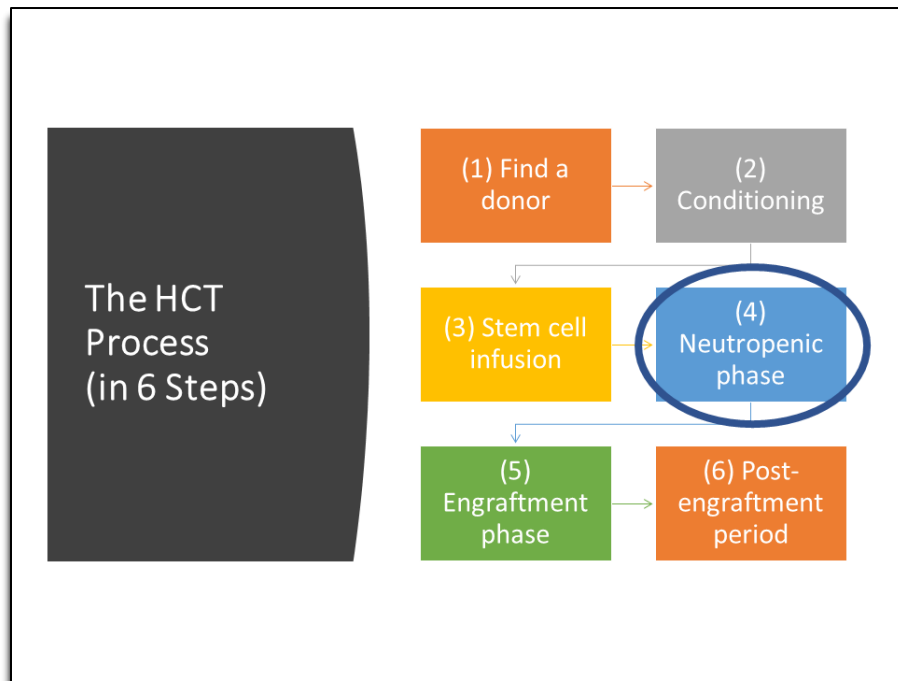 The HCT
Process
(in 6 Steps)
(1) Find a
donor
(2)
Conditioning
(3) Stem cell
infusion
(4)
Neutropenic
phase
(5)
Engraftment
phase
(6) Post-
engraftment
period